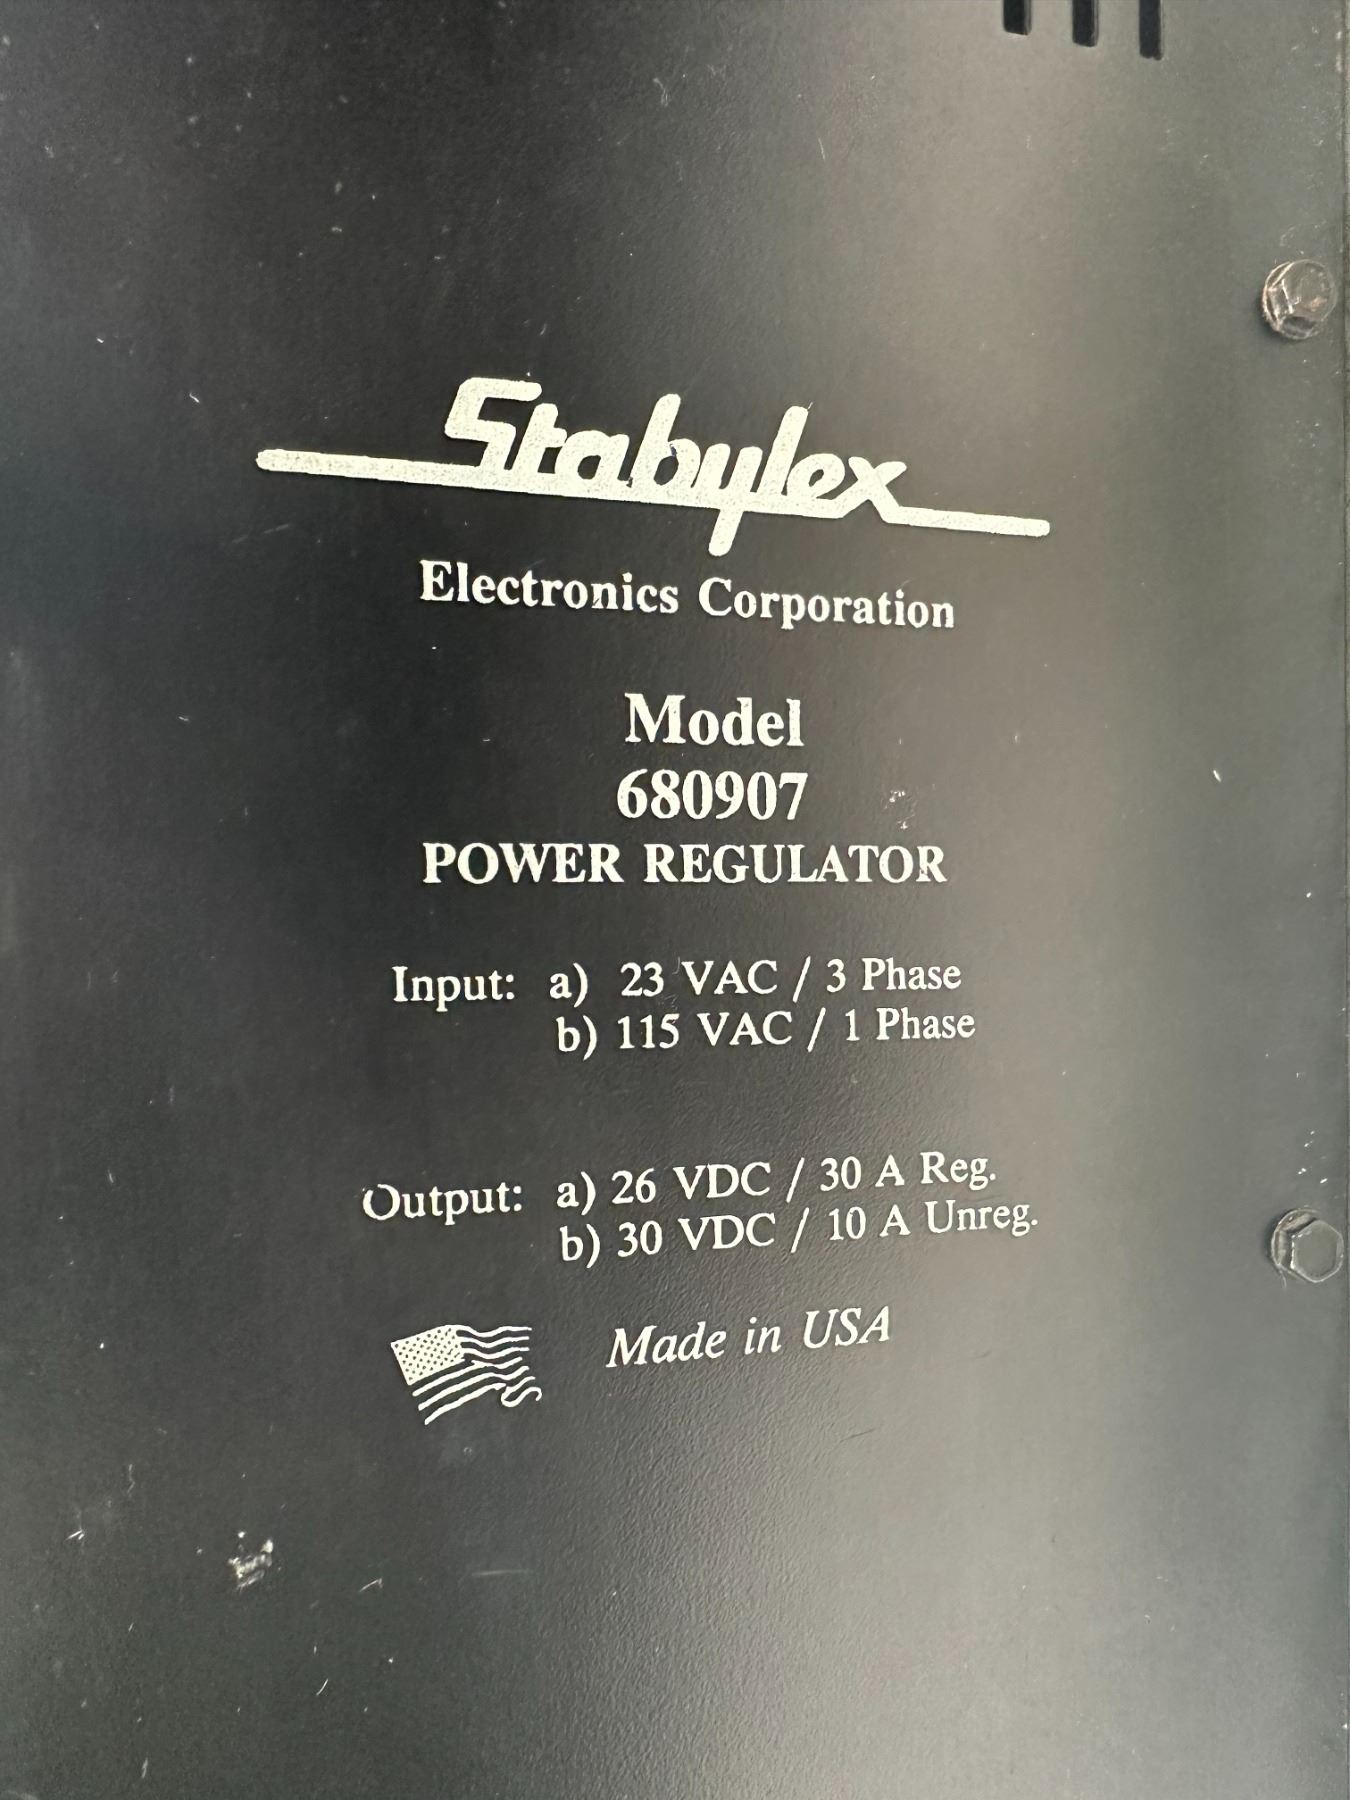 Stabylex
Electronics Corporation
Model
680907
POWER REGULATOR
Input: a) 23 VAC / 3 Phase
b) 115 VAC / 1 Phase
Output: a) 26 VDC / 30 A Reg.
b) 30 VDC / 10 A Unreg.
Made in USA